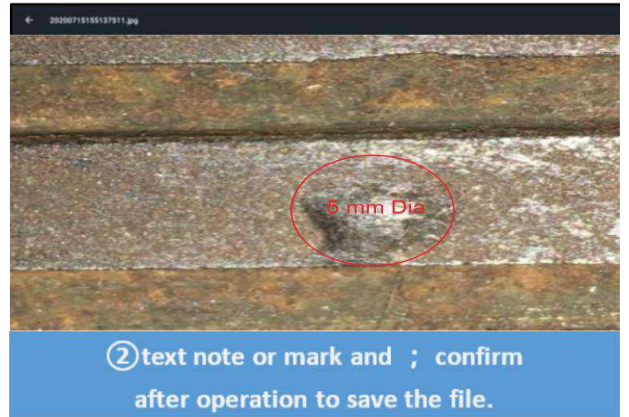 ← 20200715155137511.jpg
5 mm Dia
②text note or mark and ；confirm
after operation to save the file.